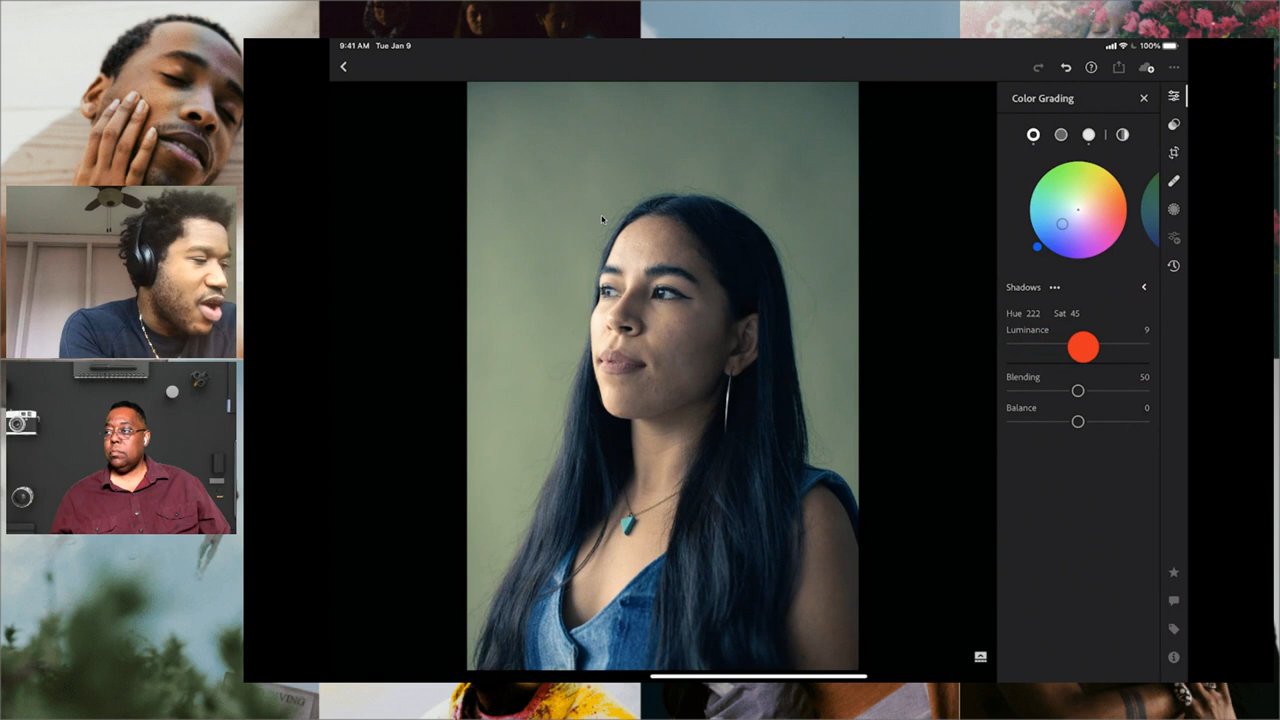 9:41 AM Tue Jan 9
100%
Color Grading
Shadows
Hue 222 Sat 45
Luminance 9
Blending 50
Balance 0
VING